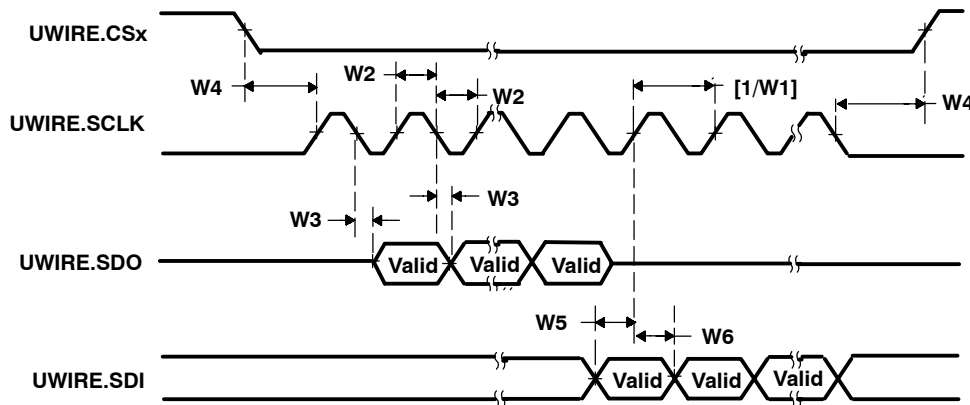 UWIRE.CSx
W4
W2
W2
[1/W1]
W4
UWIRE.SCLK
W3
W3
UWIRE.SDO
Valid
Valid
Valid
W5
W6
UWIRE.SDI
Valid
Valid
Valid